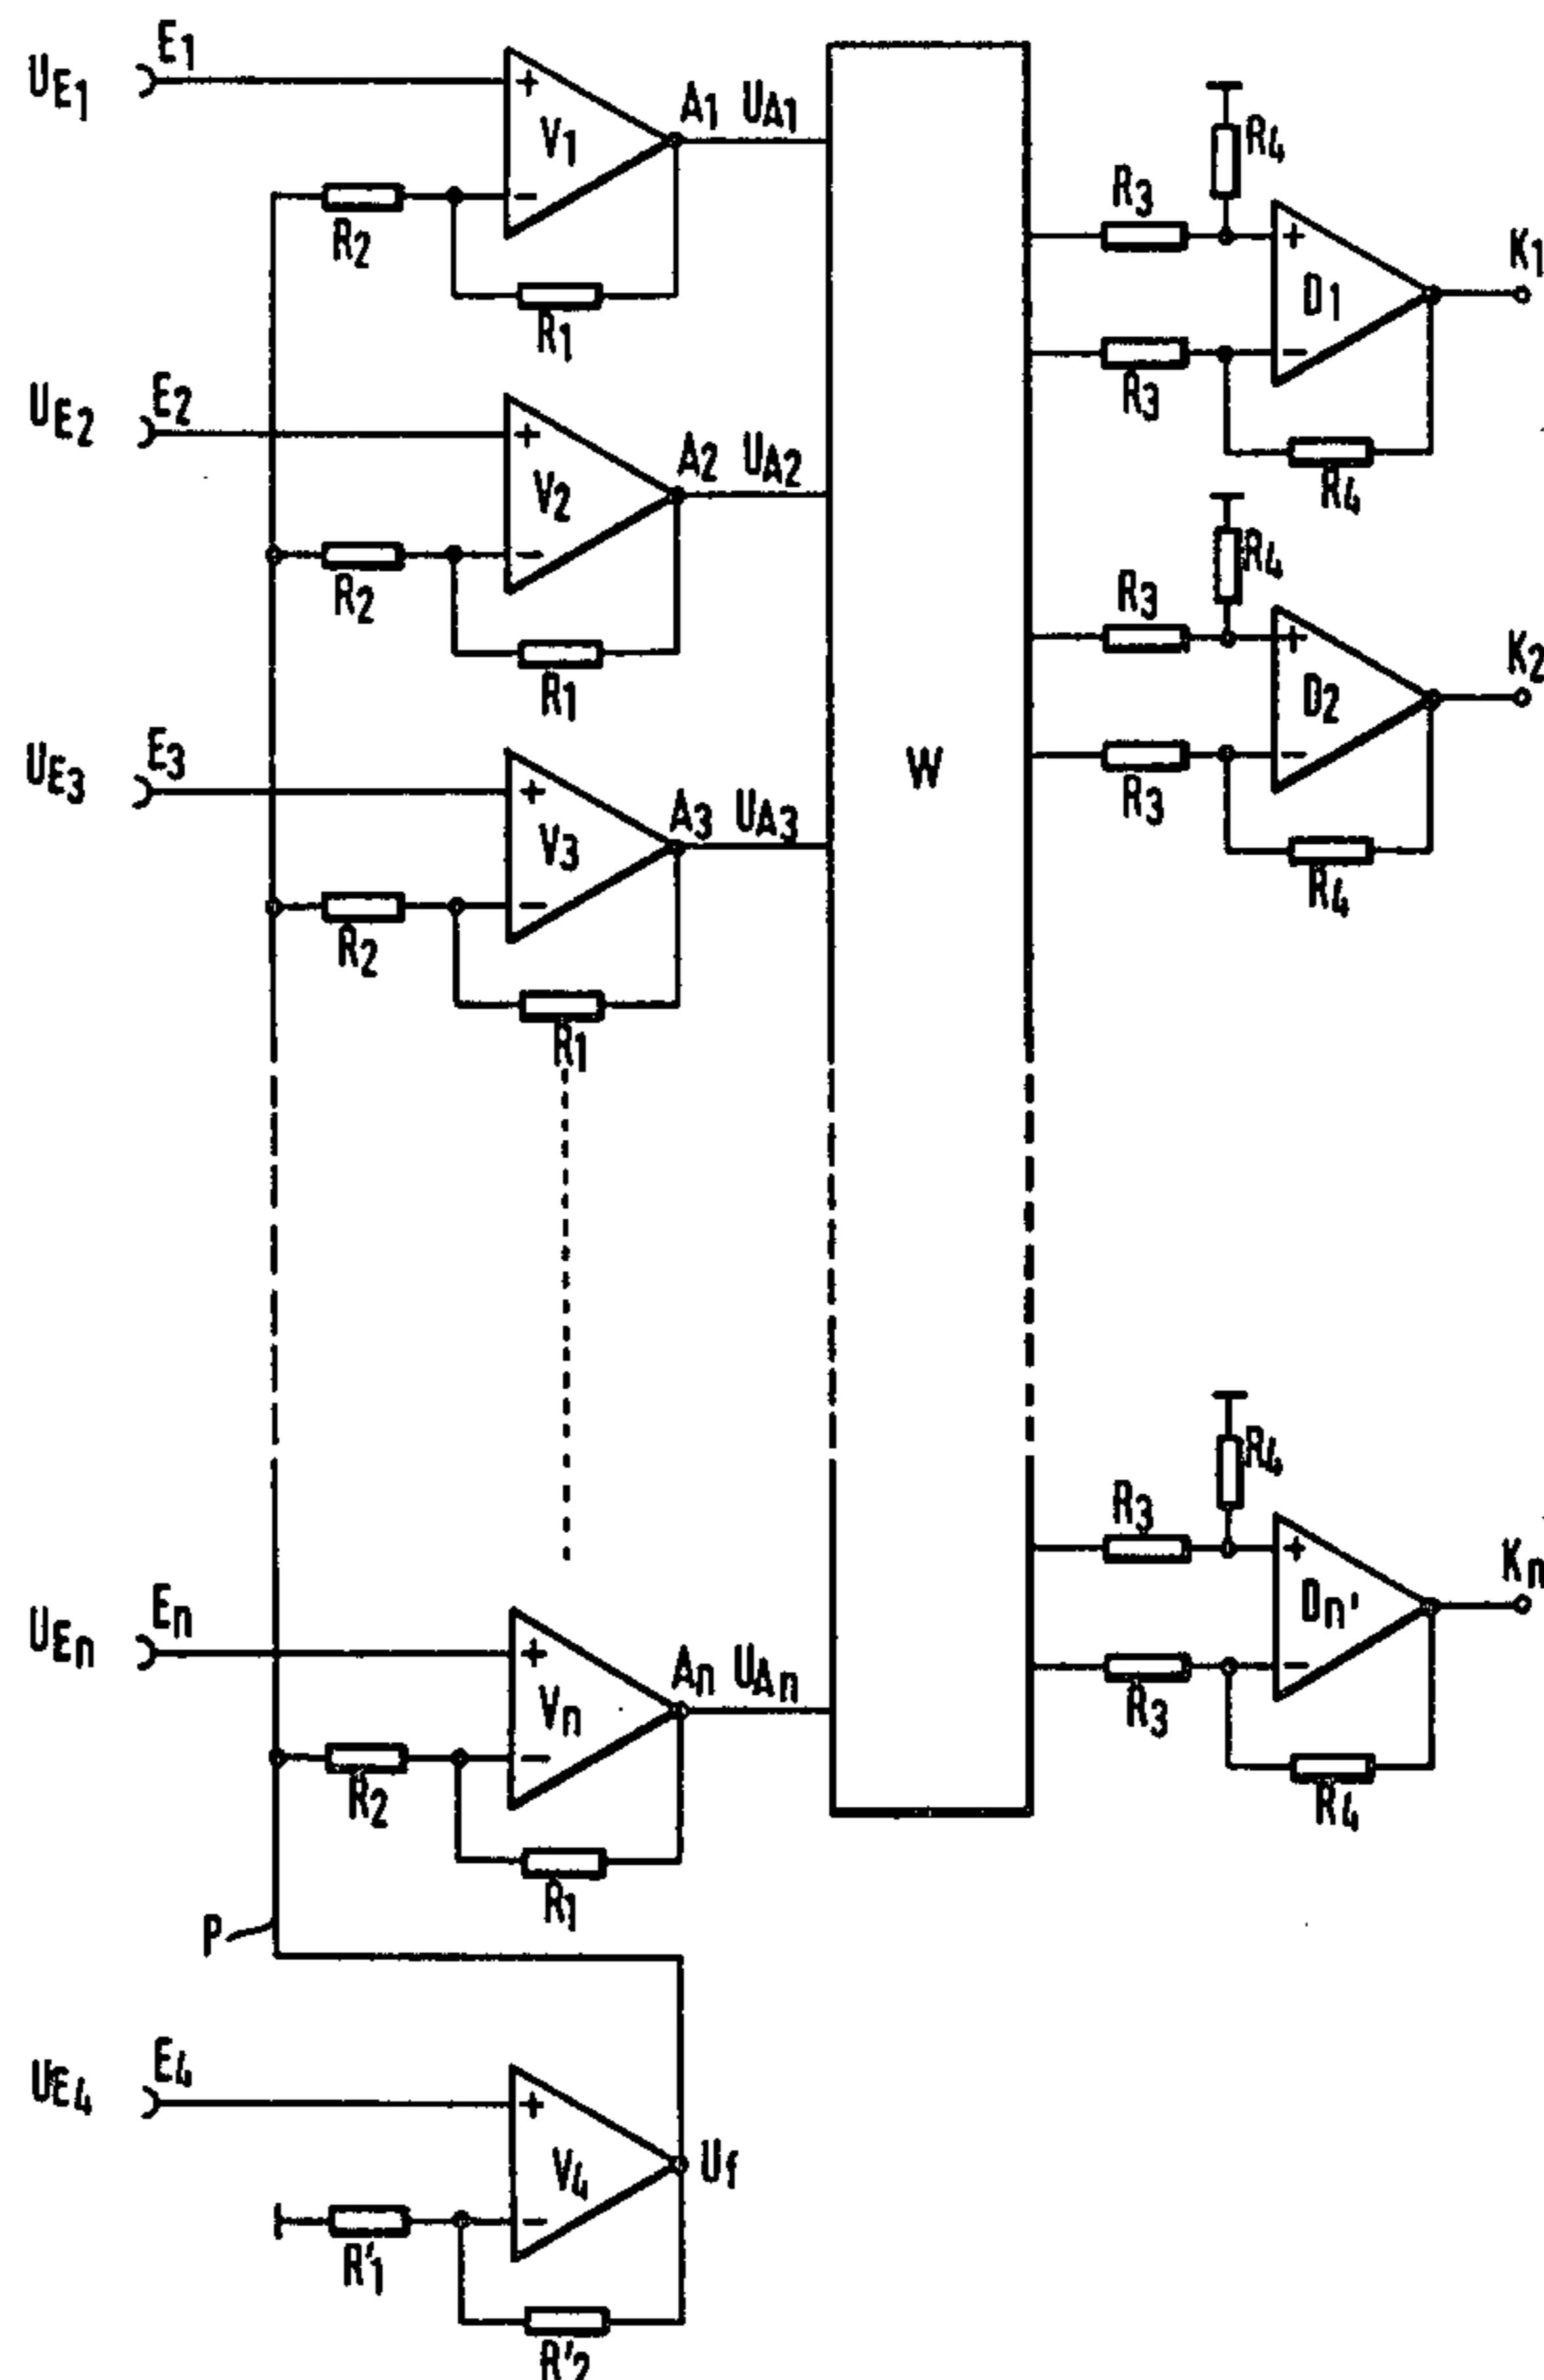 UE1 E1 + V1 - A1 UA1
R2
R1
UE2 E2 + V2 - A2 UA2
R2
R1
UE3 E3 + V3 - A3 UA3
R2
R1
UEn En + Vn - An UAn
R2
R1
P
UE4 E4 + V4 - Uf
R'1
R'2
W
R4
R3 + D1 - K1
R3
R4
R4
R3 + D2 - K2
R3
R4
R4
R3 + Dn' - Kn
R3
R4